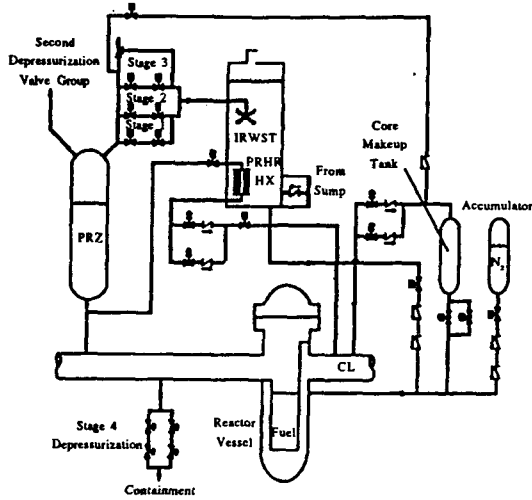 Second
Depressurization
Valve Group
Stage 3
Stage 2
Stage 1
IRWST
PRHR
HX
From
Sump
Core
Makeup
Tank
Accumulator
N2
PRZ
CL
Reactor
Vessel
Fuel
Stage 4
Depressurization
Containment